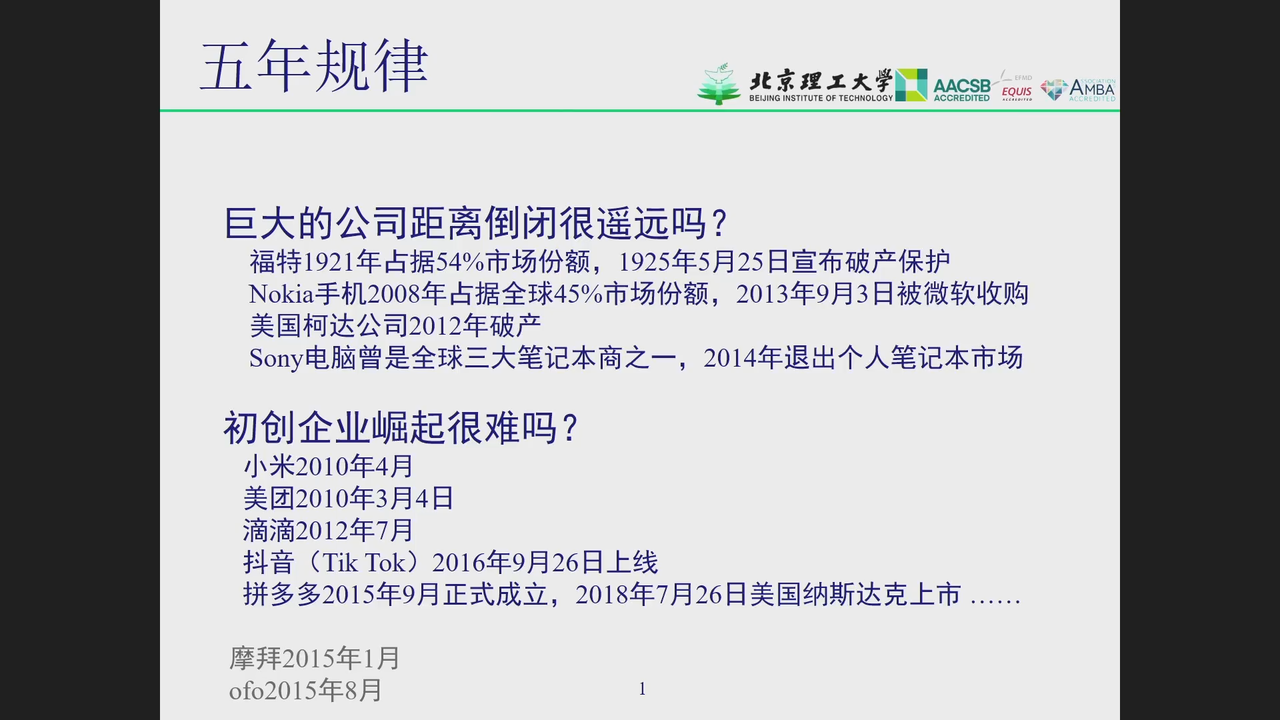 五年规律
北京理工大学
BEIJING INSTITUTE OF TECHNOLOGY
AACSB
ACCREDITED
EFMD
EQUIS
ACCREDITED
ASSOCIATION
AMBA
ACCREDITED
巨大的公司距离倒闭很遥远吗？
福特1921年占据54%市场份额，1925年5月25日宣布破产保护
Nokia手机2008年占据全球45%市场份额，2013年9月3日被微软收购
美国柯达公司2012年破产
Sony电脑曾是全球三大笔记本商之一，2014年退出个人笔记本市场
初创企业崛起很难吗？
小米2010年4月
美团2010年3月4日
滴滴2012年7月
抖音（Tik Tok）2016年9月26日上线
拼多多2015年9月正式成立，2018年7月26日美国纳斯达克上市 ……
摩拜2015年1月
ofo2015年8月
1